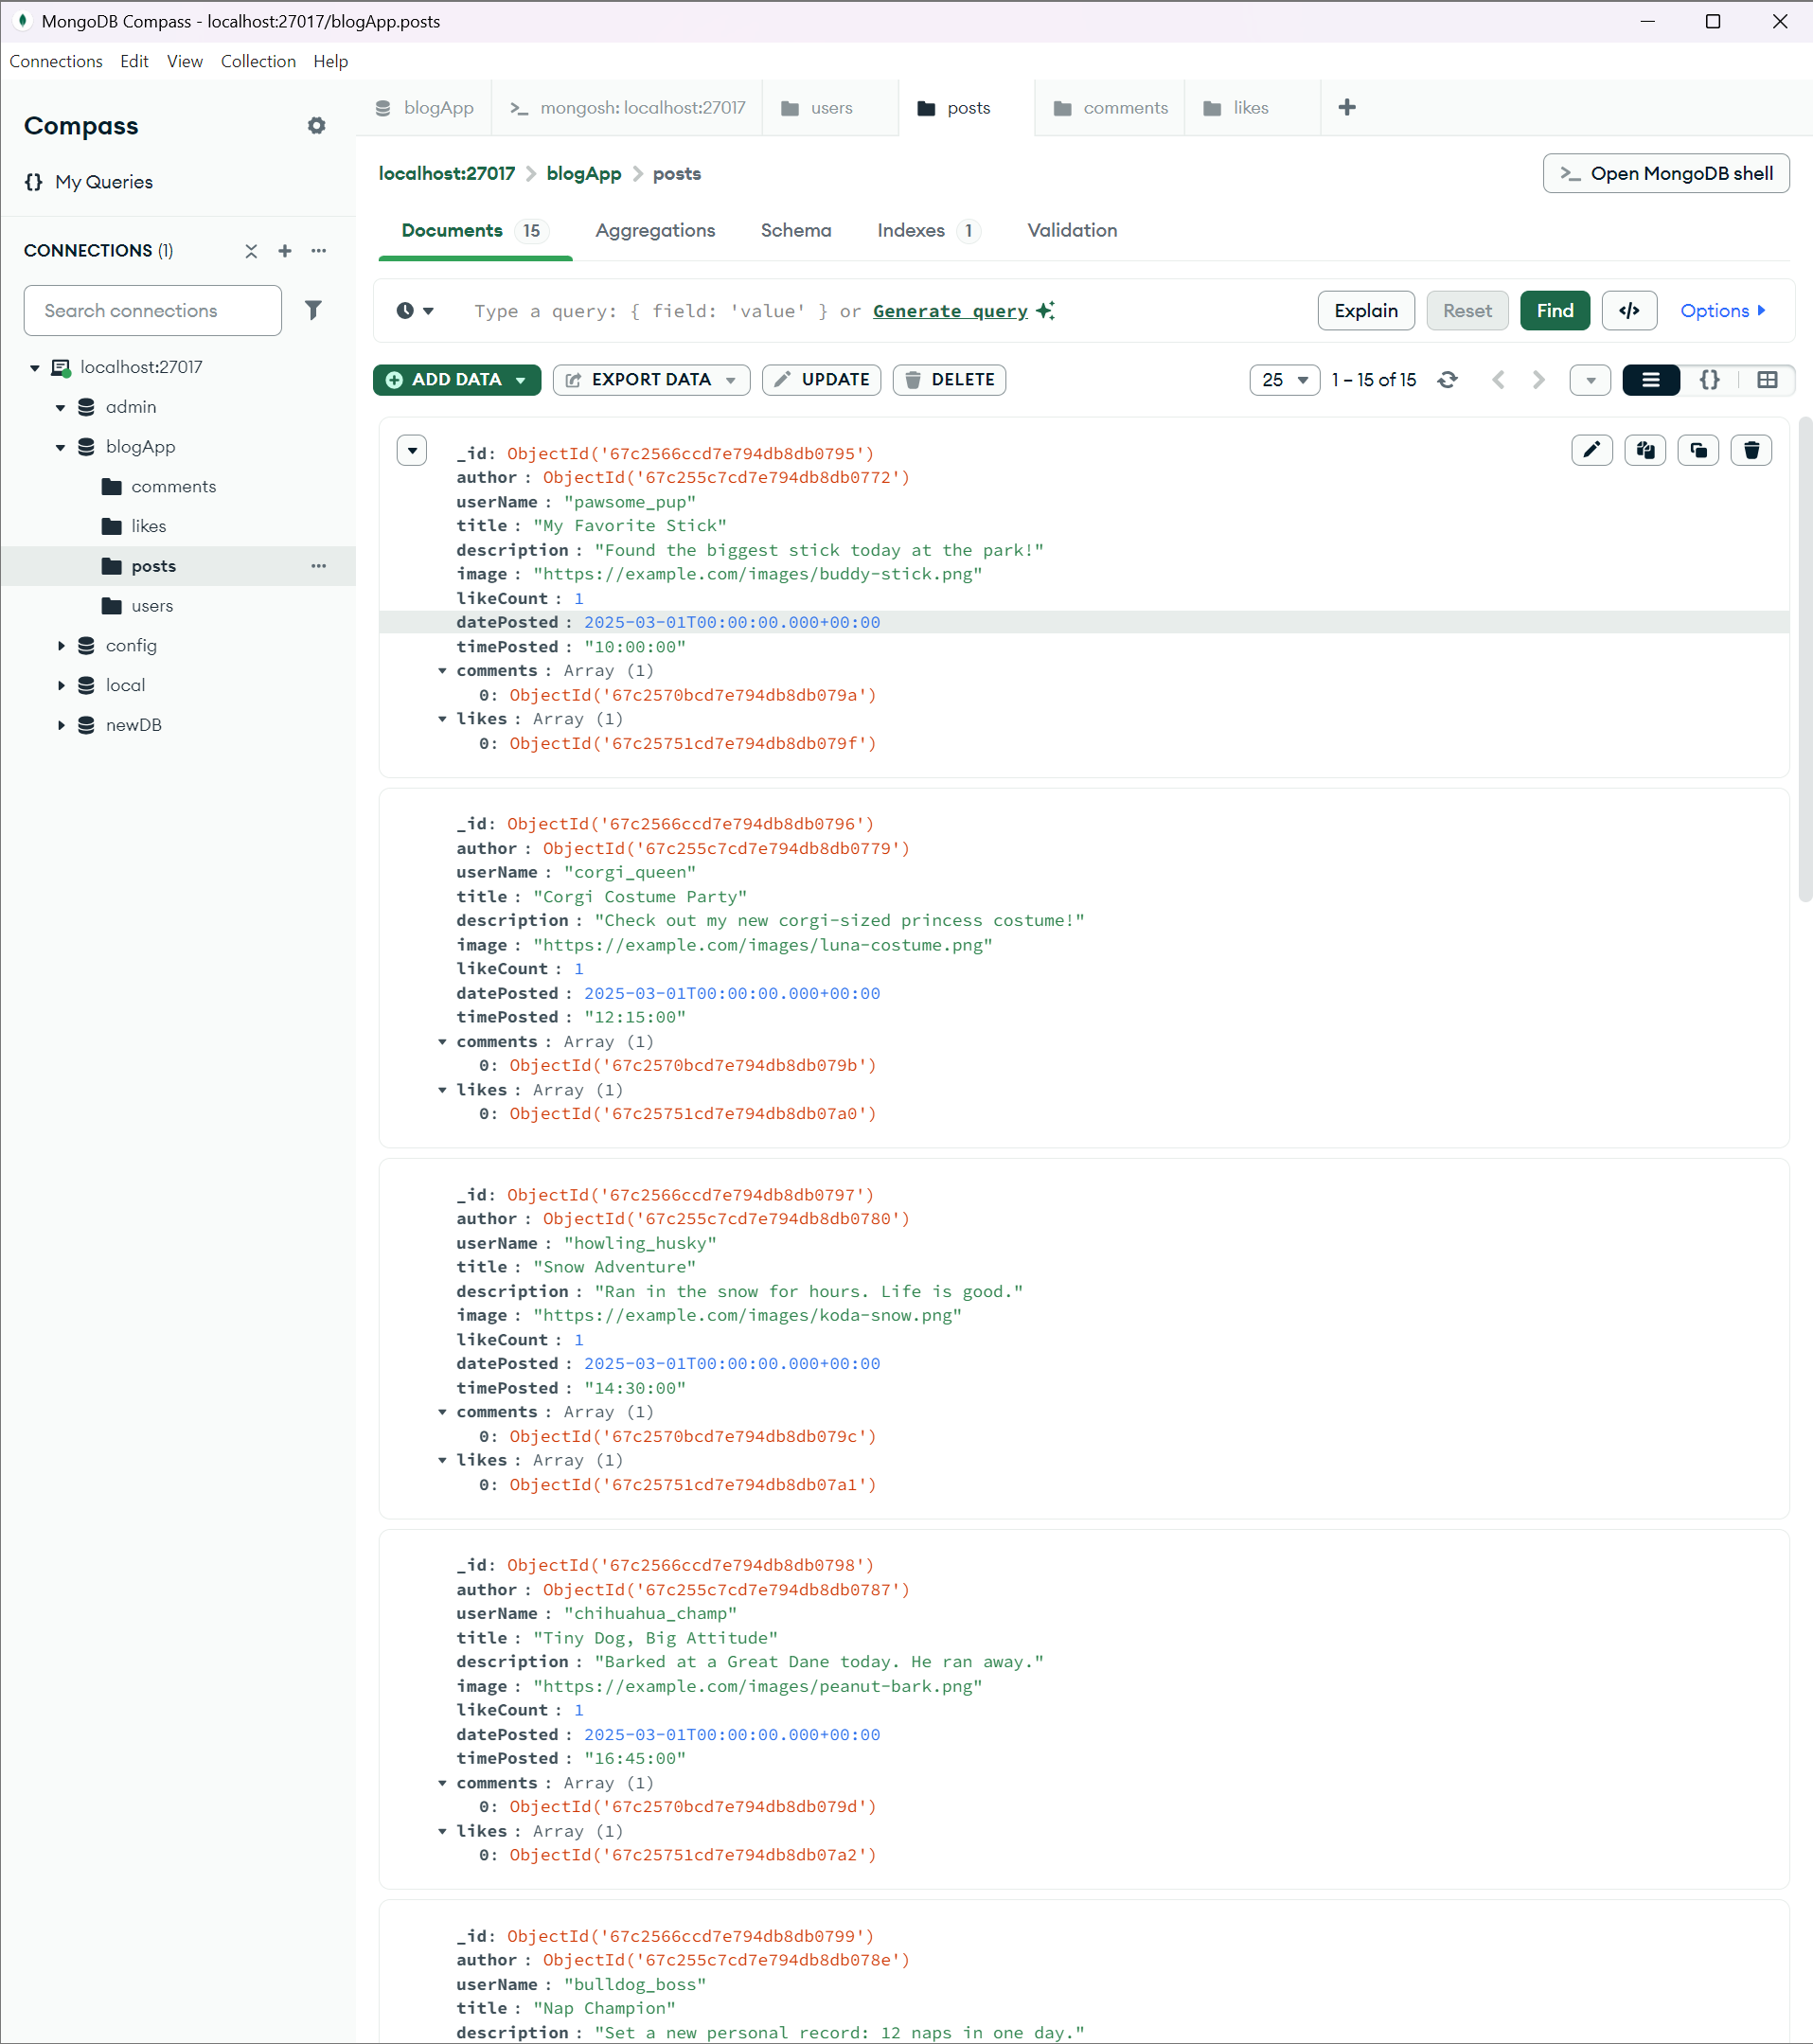 MongoDB Compass - localhost:27017/blogApp.posts
Connections Edit View Collection Help
Compass
{} My Queries
CONNECTIONS (1)
Search connections
localhost:27017
admin
blogApp
comments
likes
posts
users
config
local
newDB
blogApp >_ mongosh: localhost:27017 users posts comments likes
localhost:27017 > blogApp > posts
>_ Open MongoDB shell
Documents 15 Aggregations Schema Indexes 1 Validation
Type a query: { field: 'value' } or Generate query
Explain Reset Find </> Options
ADD DATA EXPORT DATA UPDATE DELETE
25 1 – 15 of 15 {}
_id: ObjectId('67c2566ccd7e794db8db0795')
author : ObjectId('67c255c7cd7e794db8db0772')
userName : "pawsome_pup"
title : "My Favorite Stick"
description : "Found the biggest stick today at the park!"
image : "https://example.com/images/buddy-stick.png"
likeCount : 1
datePosted : 2025-03-01T00:00:00.000+00:00
timePosted : "10:00:00"
comments : Array (1)
0: ObjectId('67c2570bcd7e794db8db079a')
likes : Array (1)
0: ObjectId('67c25751cd7e794db8db079f')
_id: ObjectId('67c2566ccd7e794db8db0796')
author : ObjectId('67c255c7cd7e794db8db0779')
userName : "corgi_queen"
title : "Corgi Costume Party"
description : "Check out my new corgi-sized princess costume!"
image : "https://example.com/images/luna-costume.png"
likeCount : 1
datePosted : 2025-03-01T00:00:00.000+00:00
timePosted : "12:15:00"
comments : Array (1)
0: ObjectId('67c2570bcd7e794db8db079b')
likes : Array (1)
0: ObjectId('67c25751cd7e794db8db07a0')
_id: ObjectId('67c2566ccd7e794db8db0797')
author : ObjectId('67c255c7cd7e794db8db0780')
userName : "howling_husky"
title : "Snow Adventure"
description : "Ran in the snow for hours. Life is good."
image : "https://example.com/images/koda-snow.png"
likeCount : 1
datePosted : 2025-03-01T00:00:00.000+00:00
timePosted : "14:30:00"
comments : Array (1)
0: ObjectId('67c2570bcd7e794db8db079c')
likes : Array (1)
0: ObjectId('67c25751cd7e794db8db07a1')
_id: ObjectId('67c2566ccd7e794db8db0798')
author : ObjectId('67c255c7cd7e794db8db0787')
userName : "chihuahua_champ"
title : "Tiny Dog, Big Attitude"
description : "Barked at a Great Dane today. He ran away."
image : "https://example.com/images/peanut-bark.png"
likeCount : 1
datePosted : 2025-03-01T00:00:00.000+00:00
timePosted : "16:45:00"
comments : Array (1)
0: ObjectId('67c2570bcd7e794db8db079d')
likes : Array (1)
0: ObjectId('67c25751cd7e794db8db07a2')
_id: ObjectId('67c2566ccd7e794db8db0799')
author : ObjectId('67c255c7cd7e794db8db078e')
userName : "bulldog_boss"
title : "Nap Champion"
description : "Set a new personal record: 12 naps in one day."